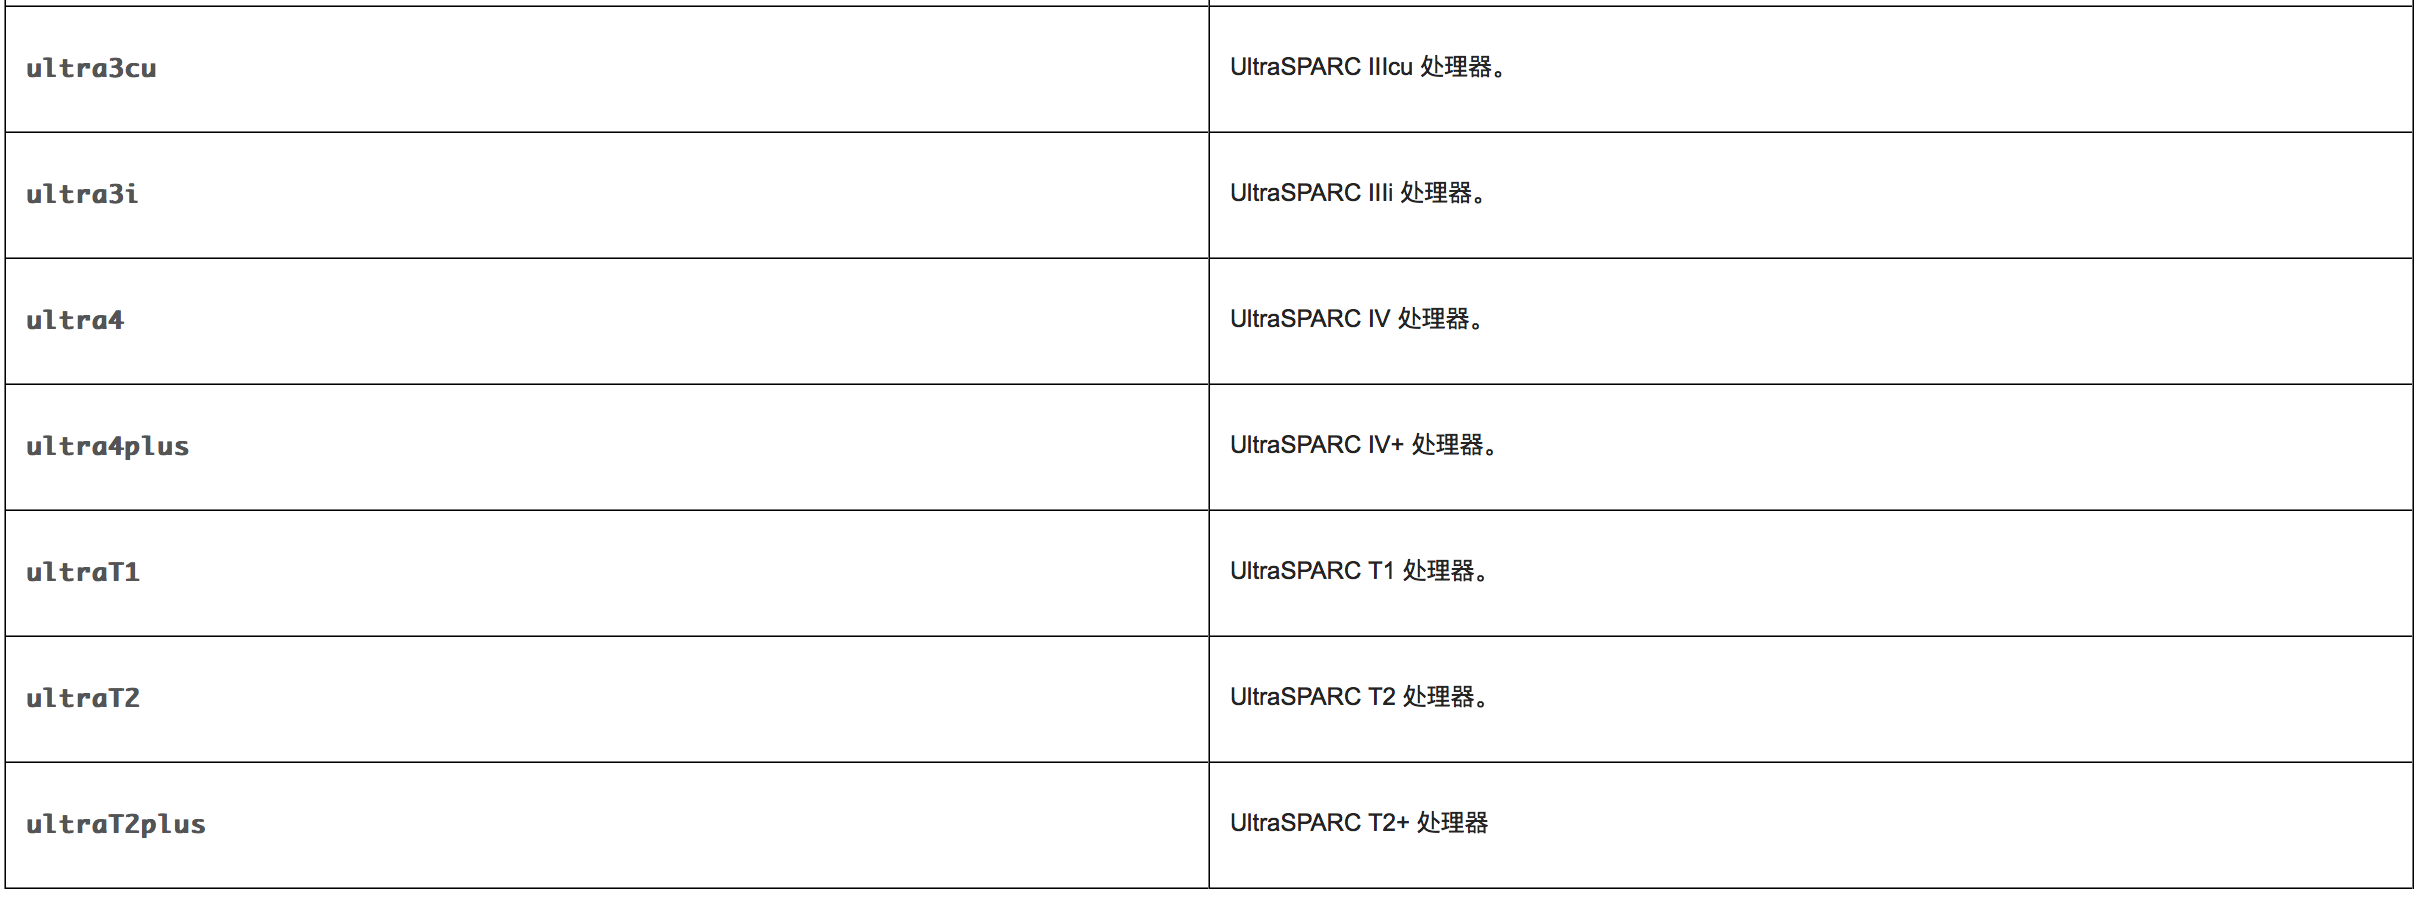 ultra3cu
UltraSPARC IIIcu 处理器。
ultra3i
UltraSPARC IIIi 处理器。
ultra4
UltraSPARC IV 处理器。
ultra4plus
UltraSPARC IV+ 处理器。
ultraT1
UltraSPARC T1 处理器。
ultraT2
UltraSPARC T2 处理器。
ultraT2plus
UltraSPARC T2+ 处理器